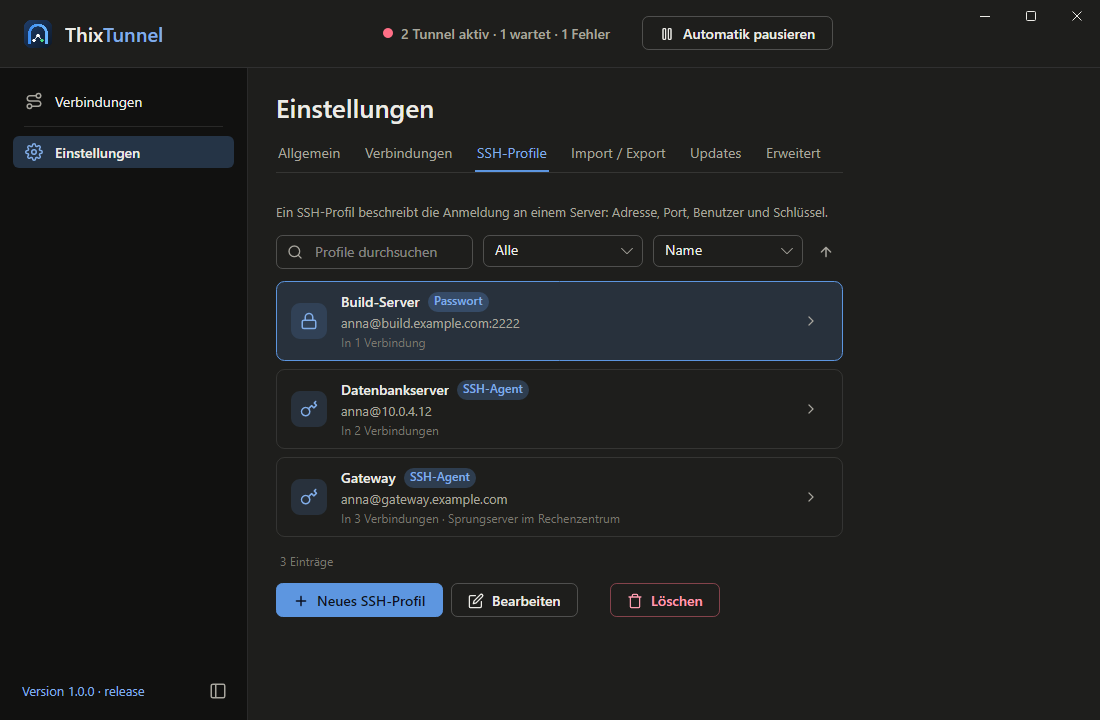 ThixTunnel
2 Tunnel aktiv · 1 wartet · 1 Fehler
Automatik pausieren
Verbindungen
Einstellungen
Einstellungen
Allgemein
Verbindungen
SSH-Profile
Import / Export
Updates
Erweitert
Ein SSH-Profil beschreibt die Anmeldung an einem Server: Adresse, Port, Benutzer und Schlüssel.
Profile durchsuchen
Alle
Name
Build-Server
Passwort
anna@build.example.com:2222
In 1 Verbindung
Datenbankserver
SSH-Agent
anna@10.0.4.12
In 2 Verbindungen
Gateway
SSH-Agent
anna@gateway.example.com
In 3 Verbindungen · Sprungserver im Rechenzentrum
3 Einträge
Neues SSH-Profil
Bearbeiten
Löschen
Version 1.0.0 · release